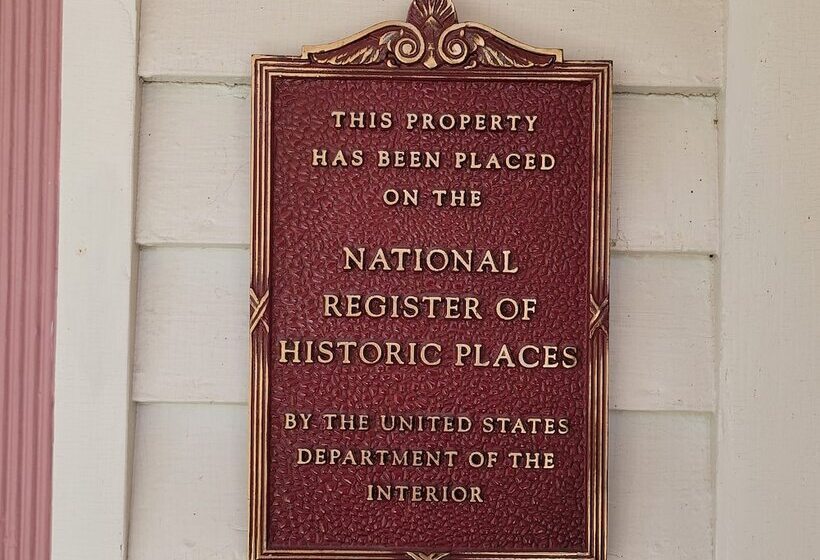 THIS PROPERTY
HAS BEEN PLACED
ON THE
NATIONAL
REGISTER OF
HISTORIC PLACES
BY THE UNITED STATES
DEPARTMENT OF THE
INTERIOR